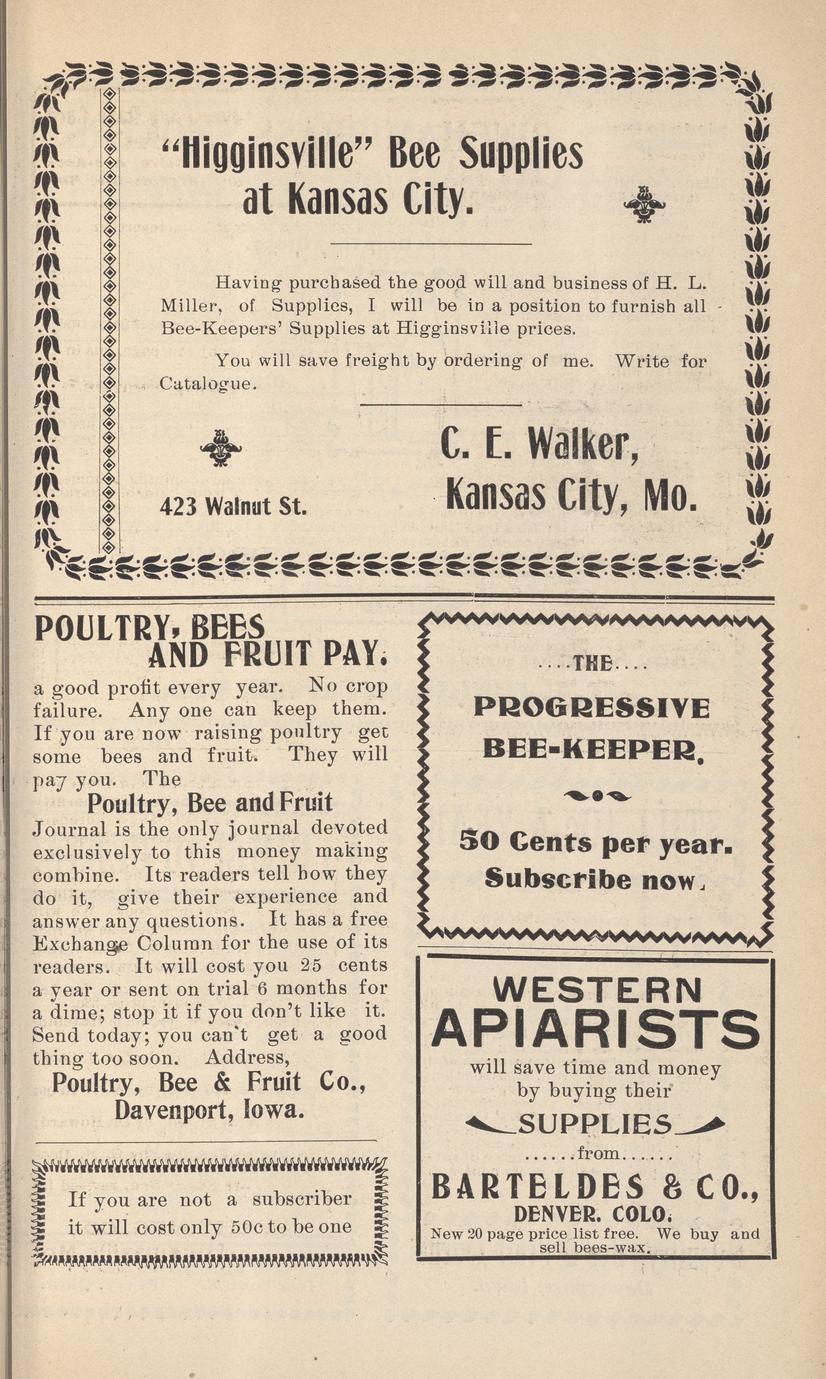 “Higginsville” Bee Supplies
at Kansas City.
Having purchased the good will and business of H. L.
Miller, of Supplies, I will be in a position to furnish all
Bee-Keepers’ Supplies at Higginsville prices.
You will save freight by ordering of me. Write for
Catalogue.
C. E. Walker,
423 Walnut St.
Kansas City, Mo.
POULTRY, BEES
AND FRUIT PAY.
a good profit every year. No crop
failure. Any one can keep them.
If you are now raising poultry get
some bees and fruit. They will
pay you. The
Poultry, Bee and Fruit
Journal is the only journal devoted
exclusively to this money making
combine. Its readers tell how they
do it, give their experience and
answer any questions. It has a free
Exchange Column for the use of its
readers. It will cost you 25 cents
a year or sent on trial 6 months for
a dime; stop it if you don’t like it.
Send today; you can‛t get a good
thing too soon. Address,
Poultry, Bee & Fruit Co.,
Davenport, Iowa.
If you are not a subscriber
it will cost only 50c to be one
....THE....
PROGRESSIVE
BEE-KEEPER.
50 Cents per year.
Subscribe now.
WESTERN
APIARISTS
will save time and money
by buying their
SUPPLIES
......from......
BARTELDES & CO.,
DENVER. COLO.
New 20 page price list free. We buy and
sell bees-wax.